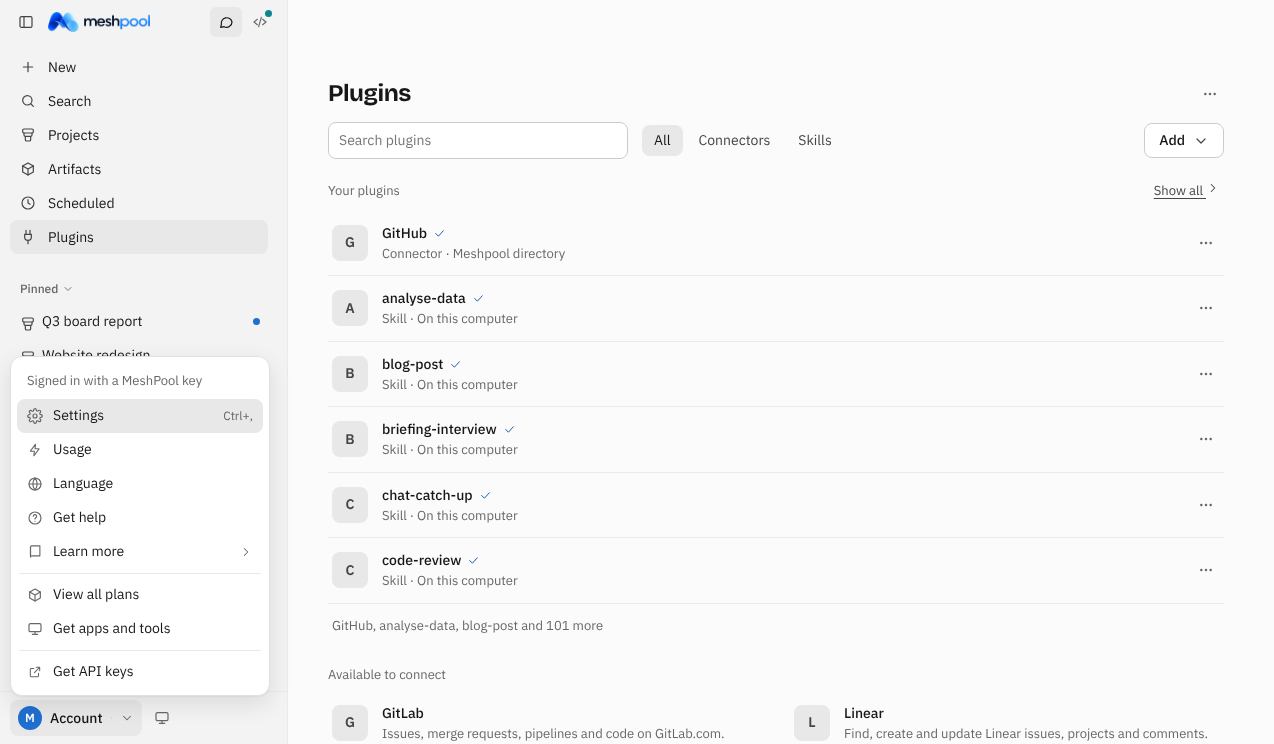 meshpool
New
Search
Projects
Artifacts
Scheduled
Plugins
Pinned
Q3 board report
Website redesign
Signed in with a MeshPool key
Settings Ctrl+,
Usage
Language
Get help
Learn more
View all plans
Get apps and tools
Get API keys
M Account
Plugins
Search plugins All Connectors Skills Add
Your plugins Show all
G GitHub
Connector · Meshpool directory
A analyse-data
Skill · On this computer
B blog-post
Skill · On this computer
B briefing-interview
Skill · On this computer
C chat-catch-up
Skill · On this computer
C code-review
Skill · On this computer
GitHub, analyse-data, blog-post and 101 more
Available to connect
G GitLab
Issues, merge requests, pipelines and code on GitLab.com.
L Linear
Find, create and update Linear issues, projects and comments.